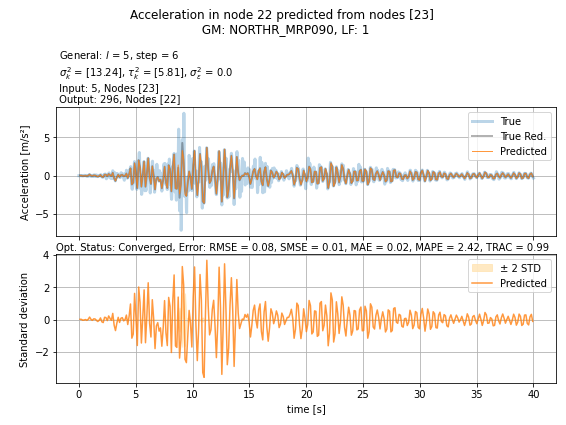 Acceleration in node 22 predicted from nodes [23]
GM: NORTHR_MRP090, LF: 1
General: l = 5, step = 6
σ²ₖ = [13.24], τ²ₖ = [5.81], σ²ε = 0.0
Input: 5, Nodes [23]
Output: 296, Nodes [22]
Acceleration [m/s²]
5
0
−5
True
True Red.
Predicted
Opt. Status: Converged, Error: RMSE = 0.08, SMSE = 0.01, MAE = 0.02, MAPE = 2.42, TRAC = 0.99
Standard deviation
4
2
0
−2
± 2 STD
Predicted
0 5 10 15 20 25 30 35 40
time [s]